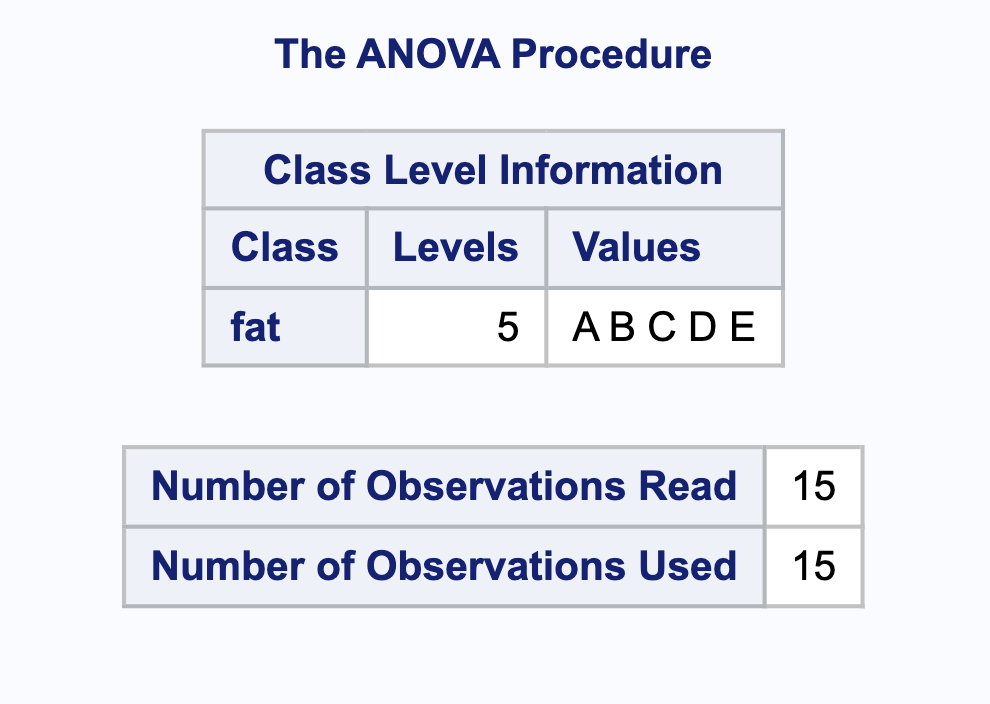 The ANOVA Procedure
Class Level Information
Class Levels Values
fat 5 A B C D E
Number of Observations Read 15
Number of Observations Used 15